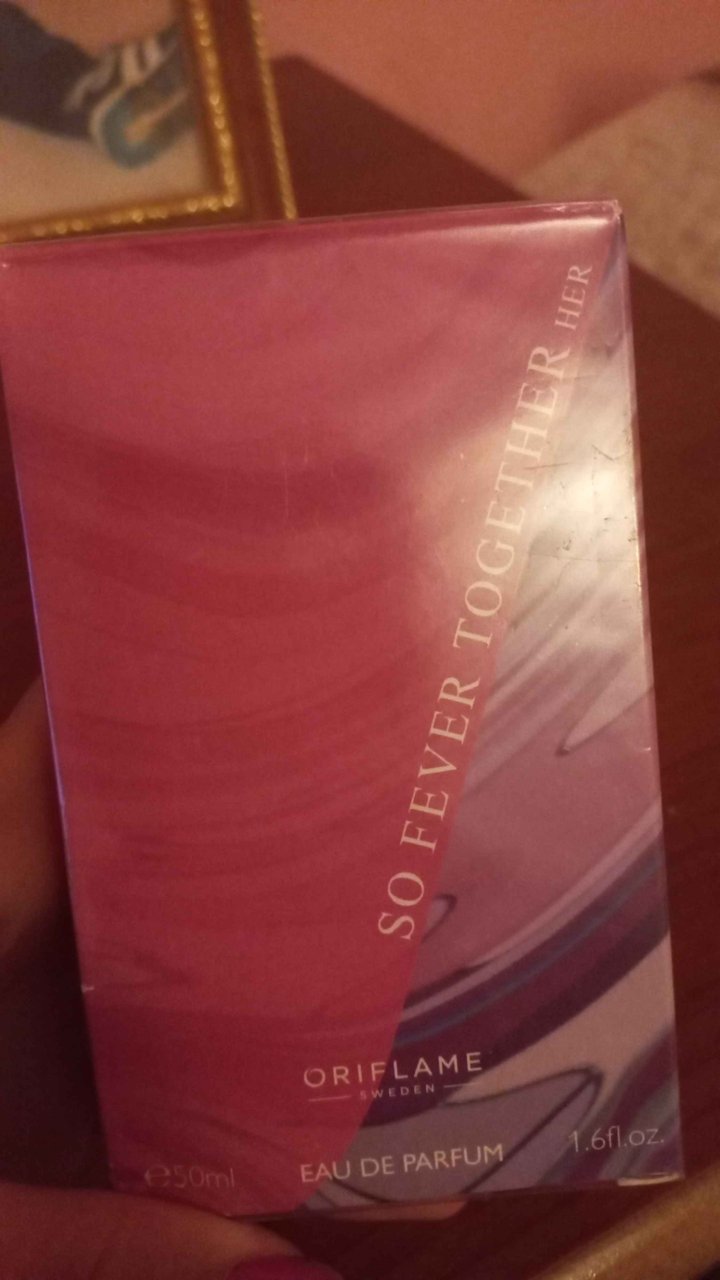 SO FEVER TOGETHER HER
ORIFLAME
SWEDEN
℮50ml
EAU DE PARFUM
1.6fl.oz.